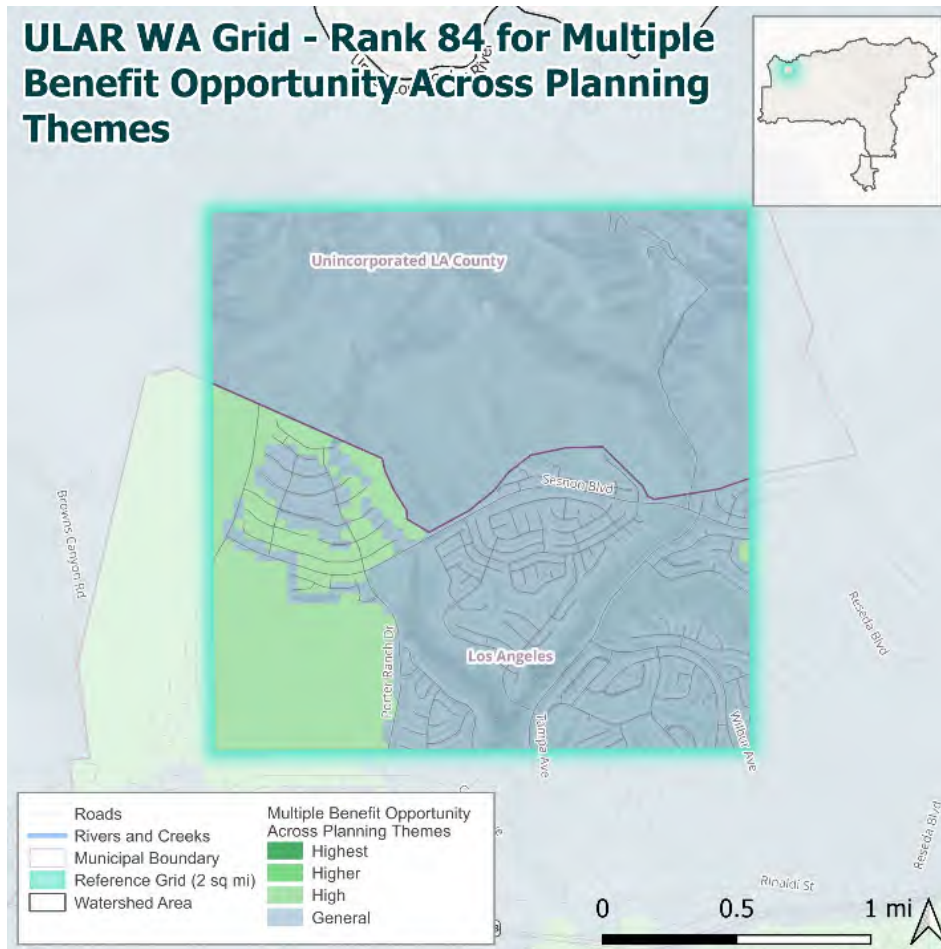 ULAR WA Grid - Rank 84 for Multiple
Benefit Opportunity Across Planning
Themes
Unincorporated LA County
Sesnon Blvd
Browns Canyon Rd
Reseda Blvd
Los Angeles
Porter Ranch Dr
Tampa Ave
Wilbur Ave
Reseda Blvd
Rinaldi St
Roads
Rivers and Creeks
Municipal Boundary
Reference Grid (2 sq mi)
Watershed Area
Multiple Benefit Opportunity
Across Planning Themes
Highest
Higher
High
General
0 0.5 1 mi